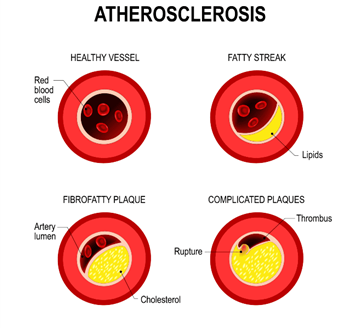 ATHEROSCLEROSIS
HEALTHY VESSEL
FATTY STREAK
Red
blood
cells
Lipids
FIBROFATTY PLAQUE
COMPLICATED PLAQUES
Artery
lumen
Thrombus
Rupture
Cholesterol